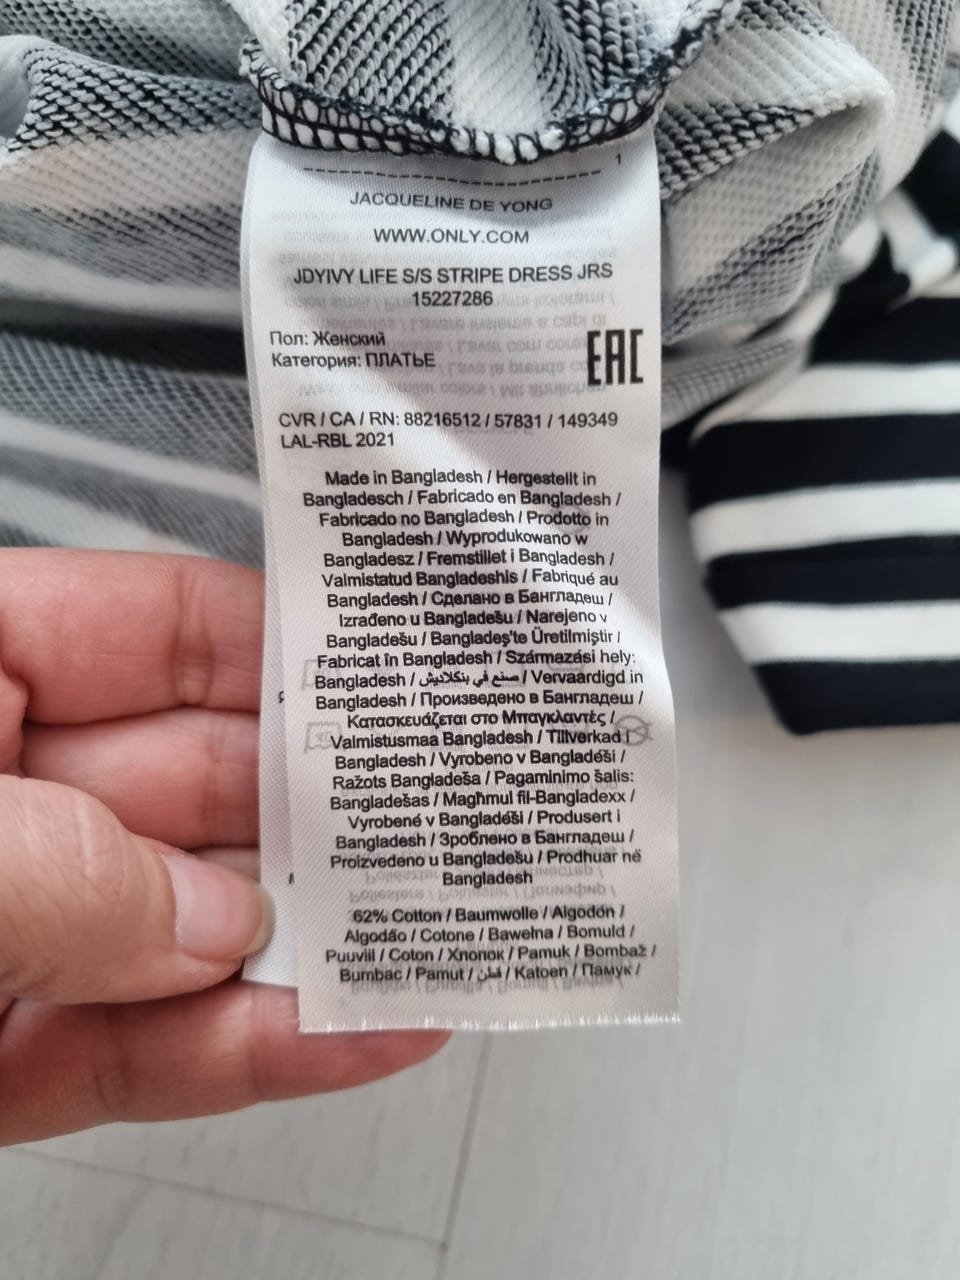 1
JACQUELINE DE YONG
WWW.ONLY.COM
JDYIVY LIFE S/S STRIPE DRESS JRS
15227286
Пол: Женский
Категория: ПЛАТЬЕ
EAC
CVR / CA / RN: 88216512 / 57831 / 149349
LAL-RBL 2021
Made in Bangladesh / Hergestellt in
Bangladesch / Fabricado en Bangladesh /
Fabricado no Bangladesh / Prodotto in
Bangladesh / Wyprodukowano w
Bangladesz / Fremstillet i Bangladesh /
Valmistatud Bangladeshis / Fabriqué au
Bangladesh / Сделано в Бангладеш /
Izrađeno u Bangladešu / Narejeno v
Bangladešu / Bangladeş'te Üretilmiştir /
Fabricat în Bangladesh / Származási hely:
Bangladesh / صنع في بنكلاديش / Vervaardigd in
Bangladesh / Произведено в Бангладеш /
Κατασκευάζεται στο Μπαγκλαντές /
Valmistusmaa Bangladesh / Tillverkad i
Bangladesh / Vyrobeno v Bangladéši /
Ražots Bangladeša / Pagaminimo šalis:
Bangladešas / Magħmul fil-Bangladexx /
Vyrobené v Bangladéši / Produsert i
Bangladesh / Зроблено в Бангладеш /
Proizvedeno u Bangladešu / Prodhuar në
Bangladesh
62% Cotton / Baumwolle / Algodón /
Algodão / Cotone / Bawełna / Bomuld /
Puuvill / Coton / Хлопок / Pamuk / Bombaž /
Bumbac / Pamut / قطن / Katoen / Памук /